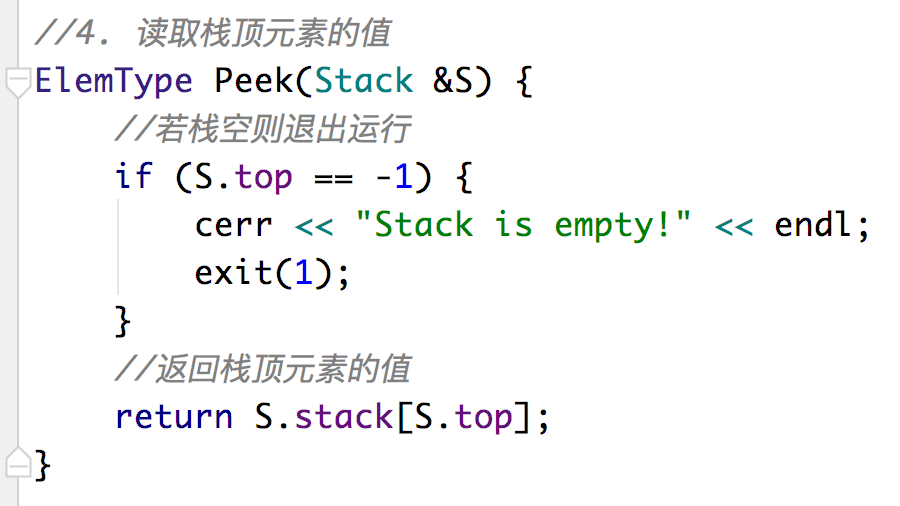 //4. 读取栈顶元素的值
ElemType Peek(Stack &S) {
    //若栈空则退出运行
    if (S.top == -1) {
        cerr << "Stack is empty!" << endl;
        exit(1);
    }
    //返回栈顶元素的值
    return S.stack[S.top];
}